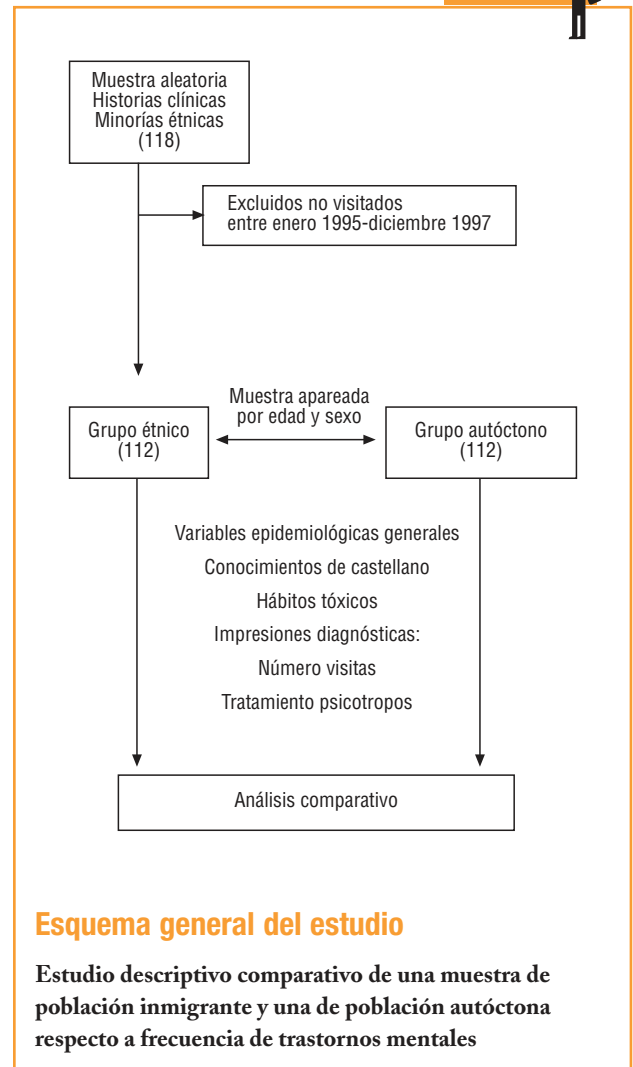 Muestra aleatoria
Historias clínicas
Minorías étnicas
(118)
Excluidos no visitados
entre enero 1995-diciembre 1997
Muestra apareada
por edad y sexo
Grupo étnico
(112)
Grupo autóctono
(112)
Variables epidemiológicas generales
Conocimientos de castellano
Hábitos tóxicos
Impresiones diagnósticas:
Número visitas
Tratamiento psicotropos
Análisis comparativo
Esquema general del estudio
Estudio descriptivo comparativo de una muestra de
población inmigrante y una de población autóctona
respecto a frecuencia de trastornos mentales